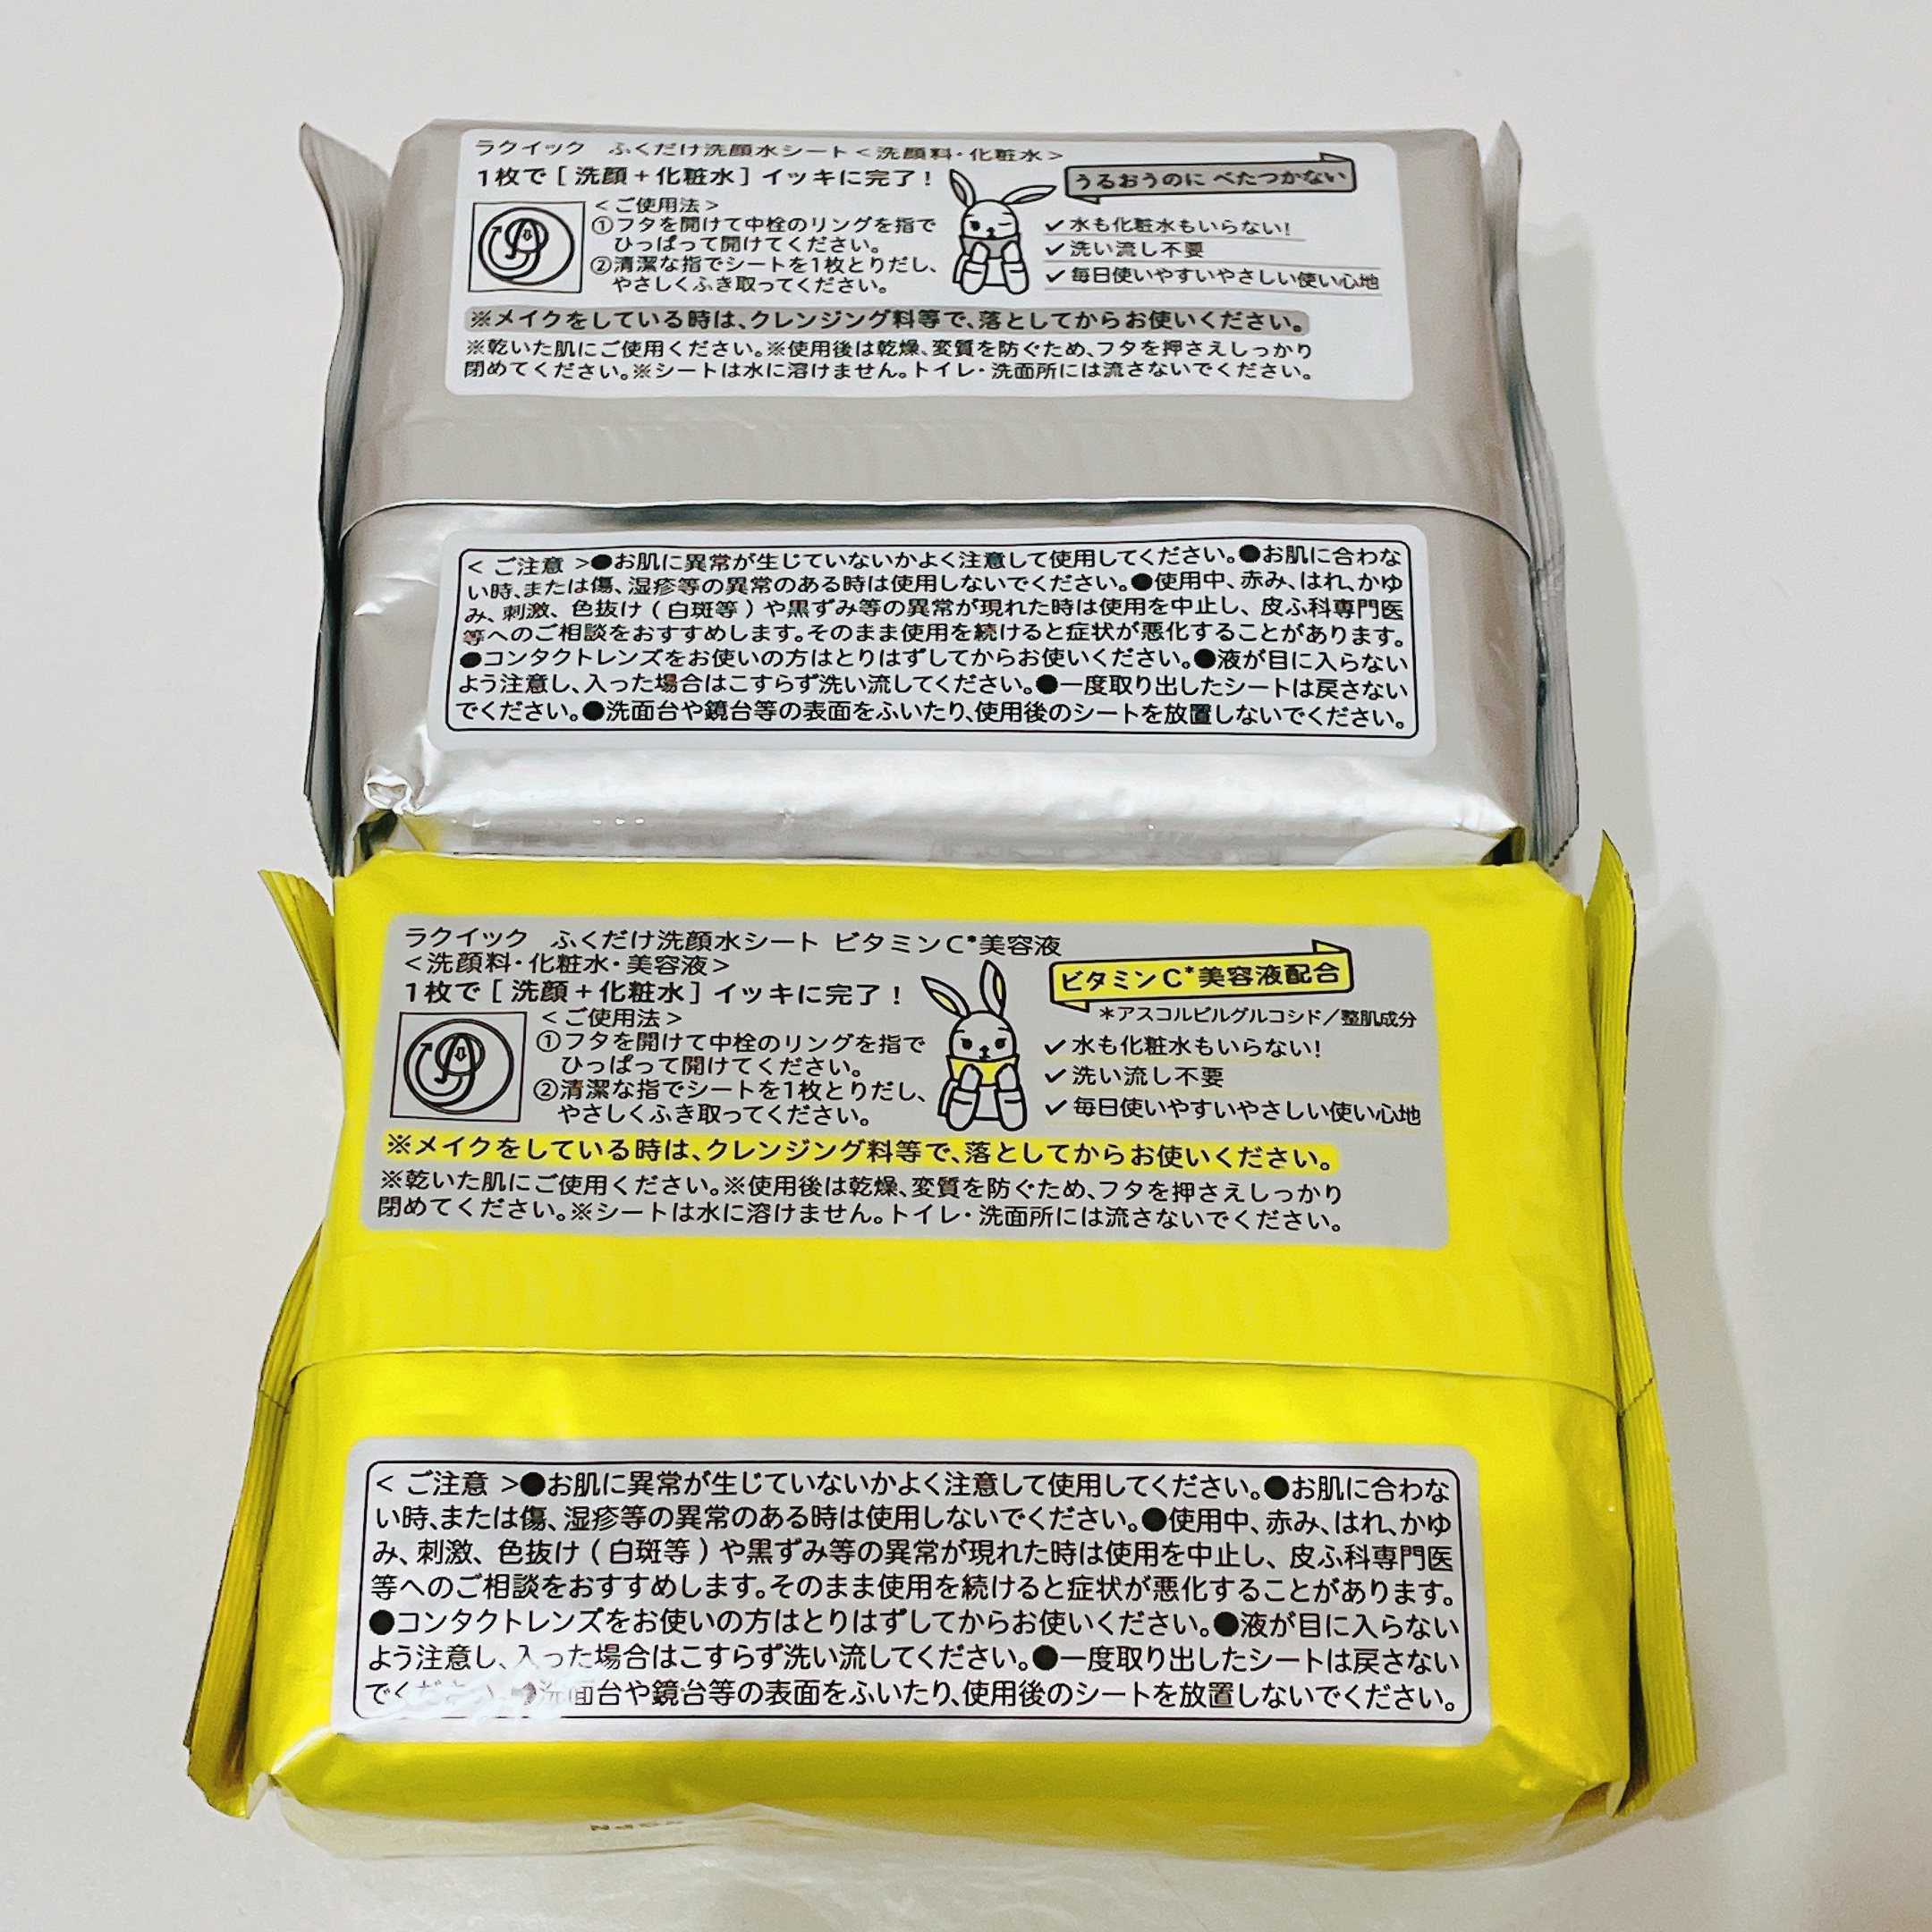 ラクイック ふくだけ洗顔水シート<洗顔料・化粧水>
1枚で[洗顔+化粧水]イッキに完了!
うるおうのに べたつかない
<ご使用法>
①フタを開けて中栓のリングを指で
ひっぱって開けてください。
②清潔な指でシートを1枚とりだし、
やさしくふき取ってください。
✓水も化粧水もいらない!
✓洗い流し不要
✓毎日使いやすいやさしい使い心地
※メイクをしている時は、クレンジング料等で、落としてからお使いください。
※乾いた肌にご使用ください。※使用後は乾燥、変質を防ぐため、フタを押さえしっかり
閉めてください。※シートは水に溶けません。トイレ・洗面所には流さないでください。
<ご注意>●お肌に異常が生じていないかよく注意して使用してください。●お肌に合わな
い時、または傷、湿疹等の異常のある時は使用しないでください。●使用中、赤み、はれ、かゆ
み、刺激、色抜け(白斑等)や黒ずみ等の異常が現れた時は使用を中止し、皮ふ科専門医
等へのご相談をおすすめします。そのまま使用を続けると症状が悪化することがあります。
●コンタクトレンズをお使いの方はとりはずしてからお使いください。●液が目に入らない
よう注意し、入った場合はこすらず洗い流してください。●一度取り出したシートは戻さない
でください。●洗面台や鏡台等の表面をふいたり、使用後のシートを放置しないでください。
ラクイック ふくだけ洗顔水シート ビタミンC*美容液
<洗顔料・化粧水・美容液>
1枚で[洗顔+化粧水]イッキに完了!
ビタミンC*美容液配合
*アスコルビルグルコシド/整肌成分
<ご使用法>
①フタを開けて中栓のリングを指で
ひっぱって開けてください。
②清潔な指でシートを1枚とりだし、
やさしくふき取ってください。
✓水も化粧水もいらない!
✓洗い流し不要
✓毎日使いやすいやさしい使い心地
※メイクをしている時は、クレンジング料等で、落としてからお使いください。
※乾いた肌にご使用ください。※使用後は乾燥、変質を防ぐため、フタを押さえしっかり
閉めてください。※シートは水に溶けません。トイレ・洗面所には流さないでください。
<ご注意>●お肌に異常が生じていないかよく注意して使用してください。●お肌に合わな
い時、または傷、湿疹等の異常のある時は使用しないでください。●使用中、赤み、はれ、かゆ
み、刺激、色抜け(白斑等)や黒ずみ等の異常が現れた時は使用を中止し、皮ふ科専門医
等へのご相談をおすすめします。そのまま使用を続けると症状が悪化することがあります。
●コンタクトレンズをお使いの方はとりはずしてからお使いください。●液が目に入らない
よう注意し、入った場合はこすらず洗い流してください。●一度取り出したシートは戻さない
でください。●洗面台や鏡台等の表面をふいたり、使用後のシートを放置しないでください。